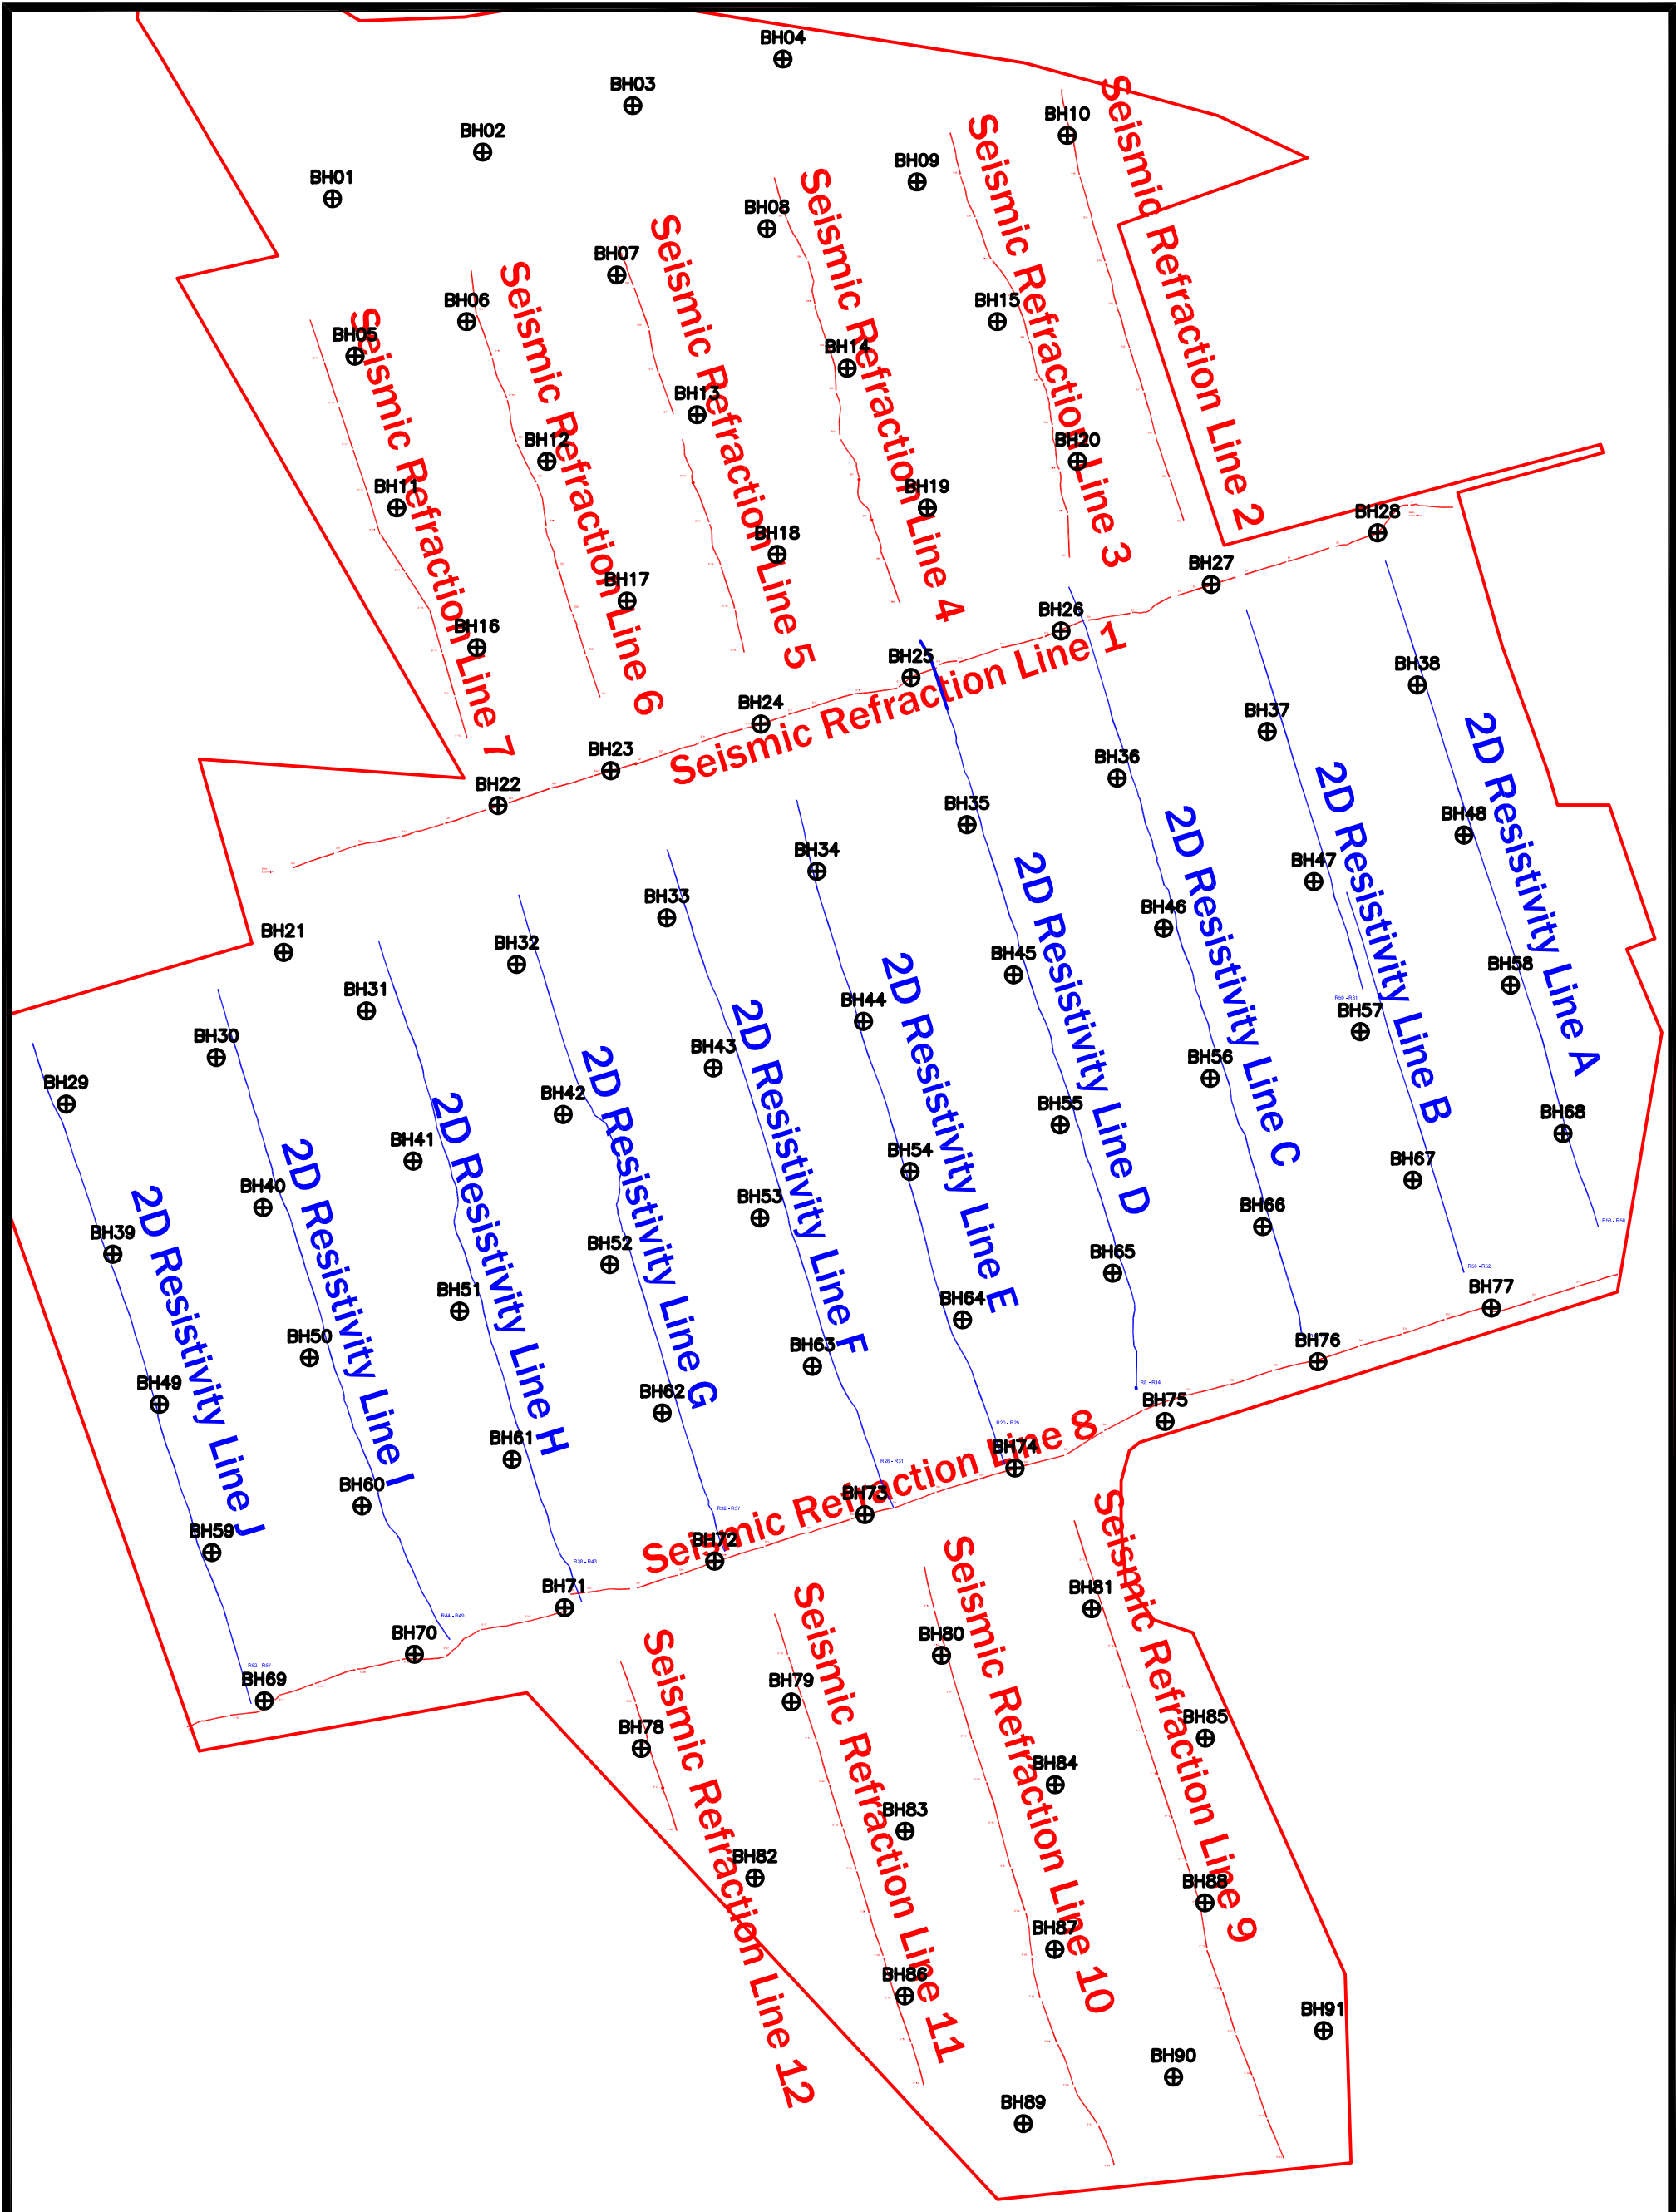 BH04
BH03
BH02
BH01
BH10
BH09
BH08
BH07
BH06
BH05
BH15
BH14
BH13
BH12
BH11
BH20
BH19
BH18
BH17
BH16
Seismic Refraction Line 2
Seismic Refraction Line 3
Seismic Refraction Line 4
Seismic Refraction Line 5
Seismic Refraction Line 6
Seismic Refraction Line 7
BH28
BH27
BH26
BH25
BH24
BH23
BH22
BH21
Seismic Refraction Line 1
BH38
BH37
BH36
BH35
BH34
BH33
BH32
BH31
BH30
BH29
BH48
BH47
BH46
BH45
BH44
BH43
BH42
BH41
BH40
BH39
2D Resistivity Line A
2D Resistivity Line B
2D Resistivity Line C
2D Resistivity Line D
2D Resistivity Line E
2D Resistivity Line F
2D Resistivity Line G
2D Resistivity Line H
2D Resistivity Line I
2D Resistivity Line J
BH58
BH57
BH56
BH55
BH54
BH53
BH52
BH51
BH50
BH49
BH68
BH67
BH66
BH65
BH64
BH63
BH62
BH61
BH60
BH59
BH77
BH76
BH75
BH74
BH73
BH72
BH71
BH70
BH69
Seismic Refraction Line 8
BH81
BH80
BH79
BH78
BH85
BH84
BH83
BH82
BH88
BH87
BH86
BH91
BH90
BH89
Seismic Refraction Line 9
Seismic Refraction Line 10
Seismic Refraction Line 11
Seismic Refraction Line 12